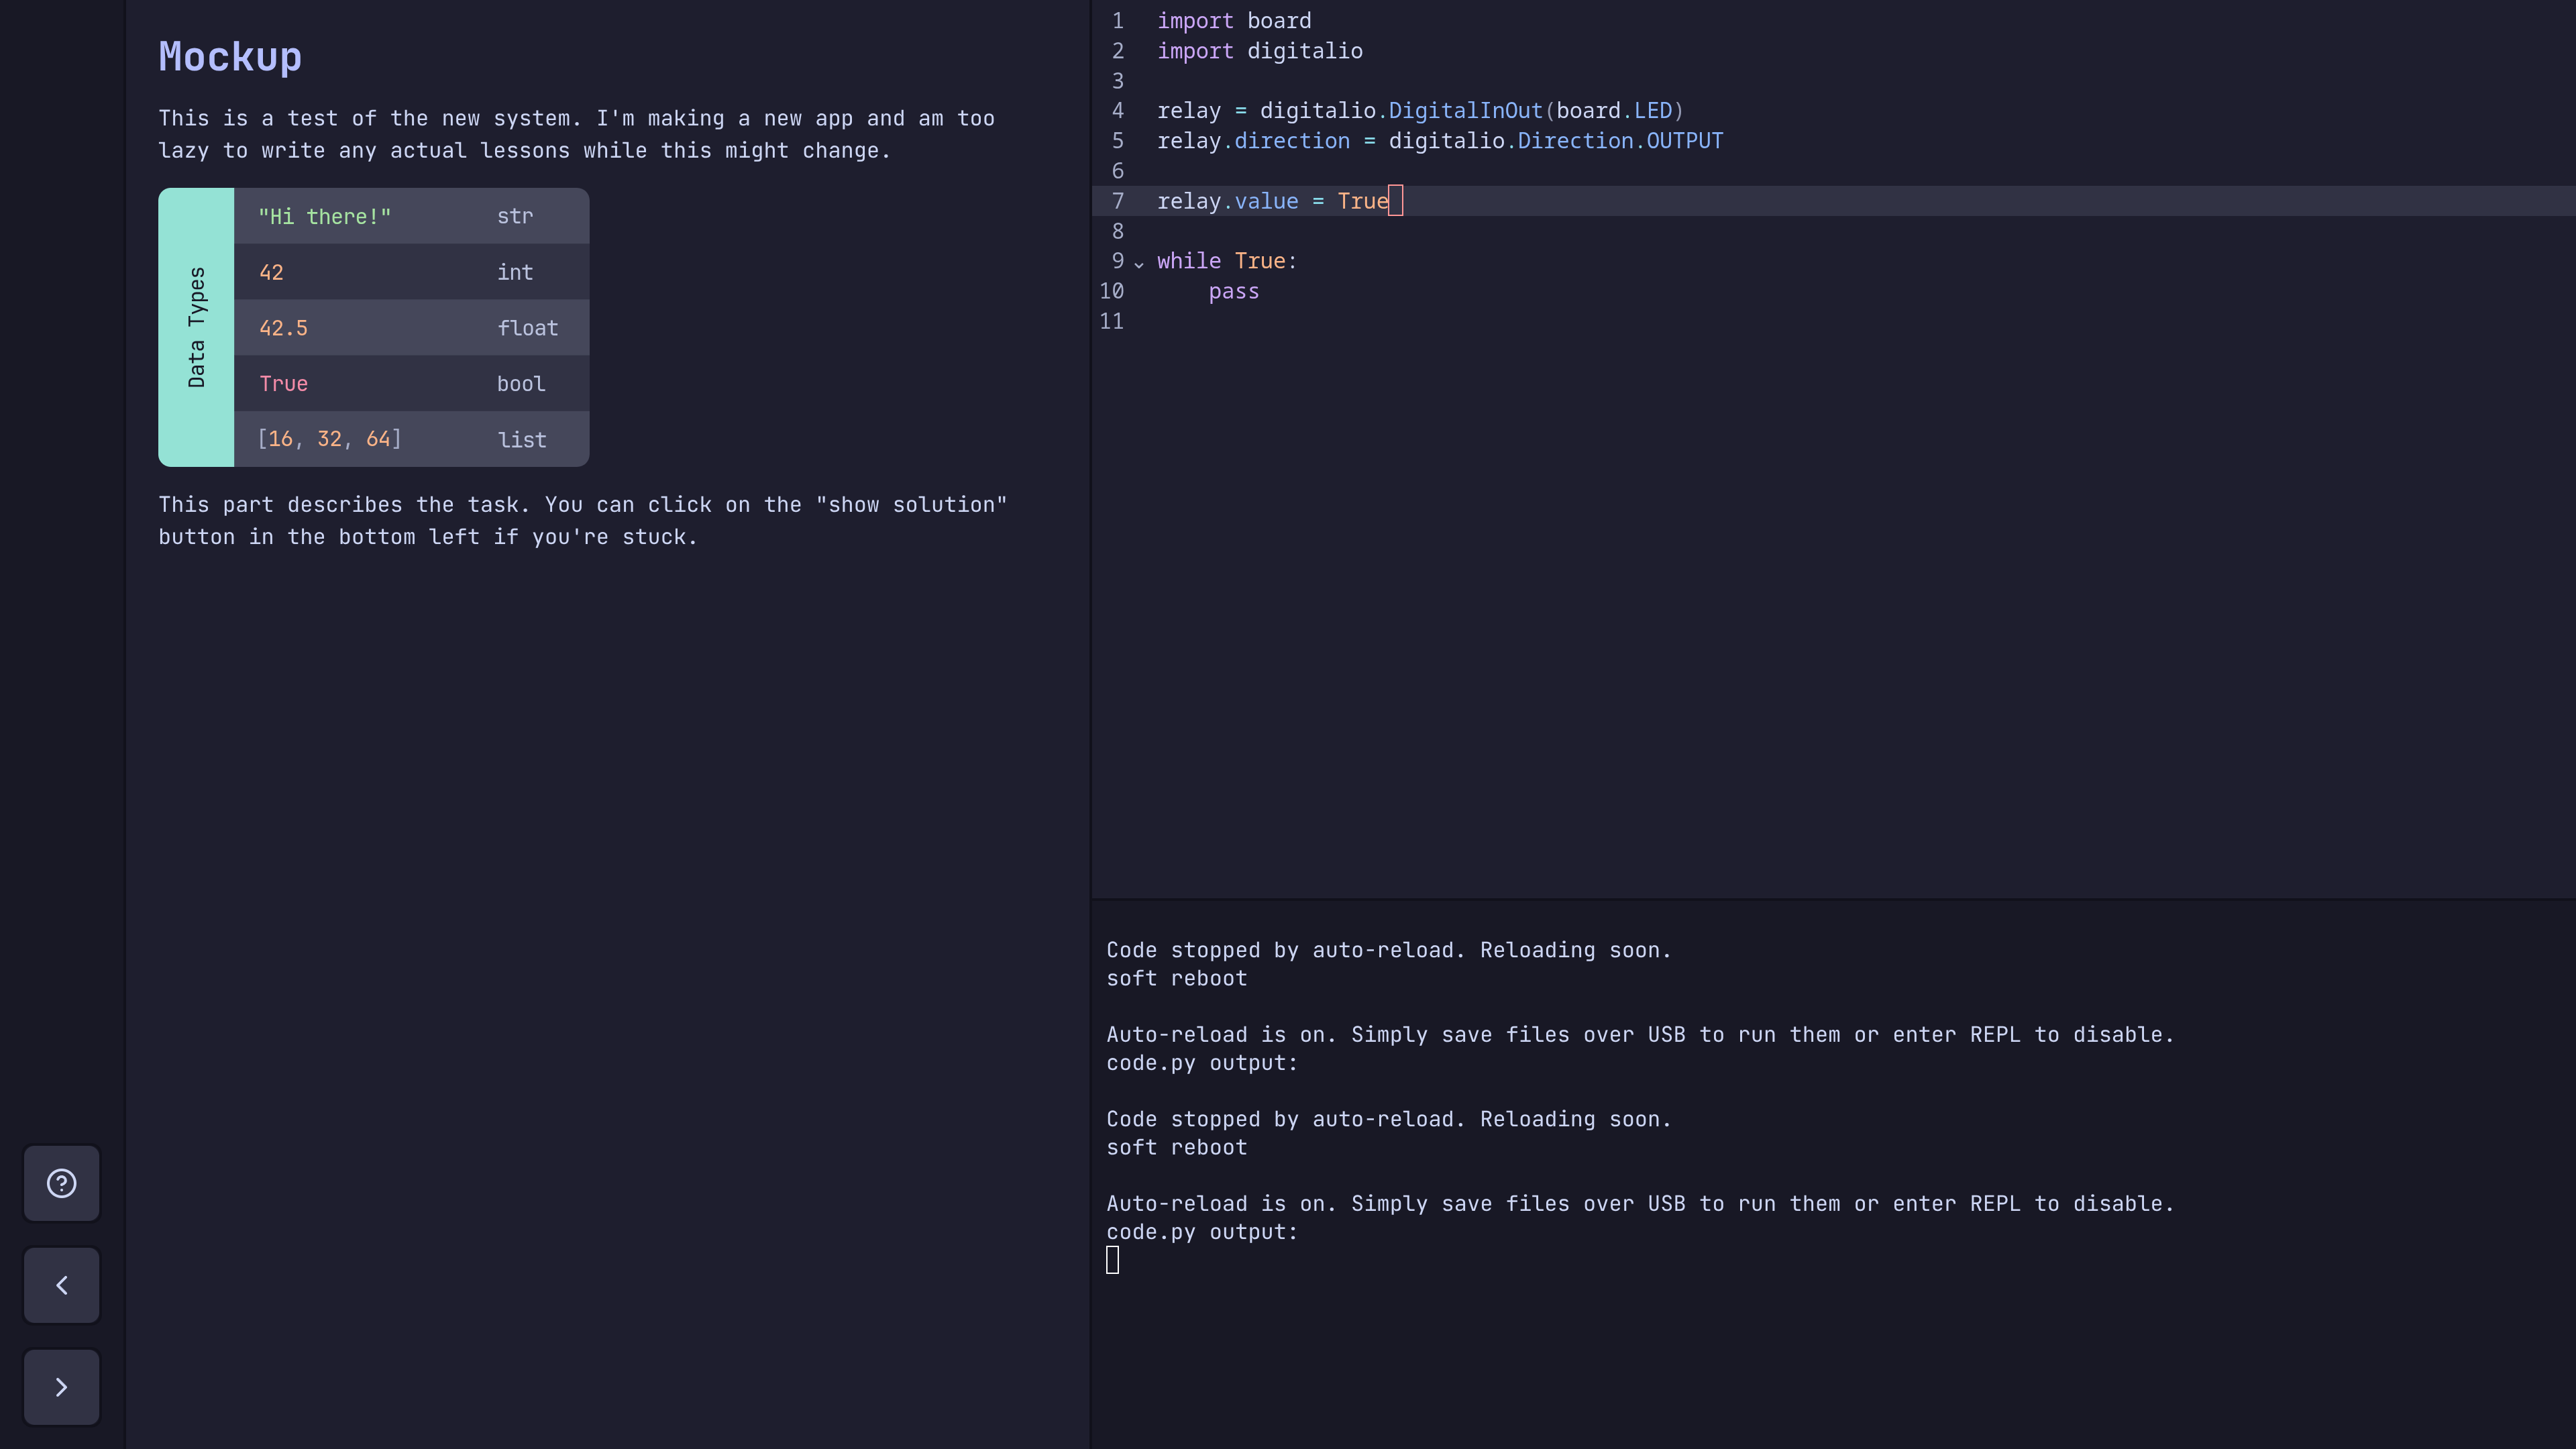 Mockup
This is a test of the new system. I'm making a new app and am too
lazy to write any actual lessons while this might change.
Data Types
"Hi there!" str
42 int
42.5 float
True bool
[16, 32, 64] list
This part describes the task. You can click on the "show solution"
button in the bottom left if you're stuck.
1 import board
2 import digitalio
3
4 relay = digitalio.DigitalInOut(board.LED)
5 relay.direction = digitalio.Direction.OUTPUT
6
7 relay.value = True
8
9 while True:
10     pass
11
Code stopped by auto-reload. Reloading soon.
soft reboot
Auto-reload is on. Simply save files over USB to run them or enter REPL to disable.
code.py output:
Code stopped by auto-reload. Reloading soon.
soft reboot
Auto-reload is on. Simply save files over USB to run them or enter REPL to disable.
code.py output: